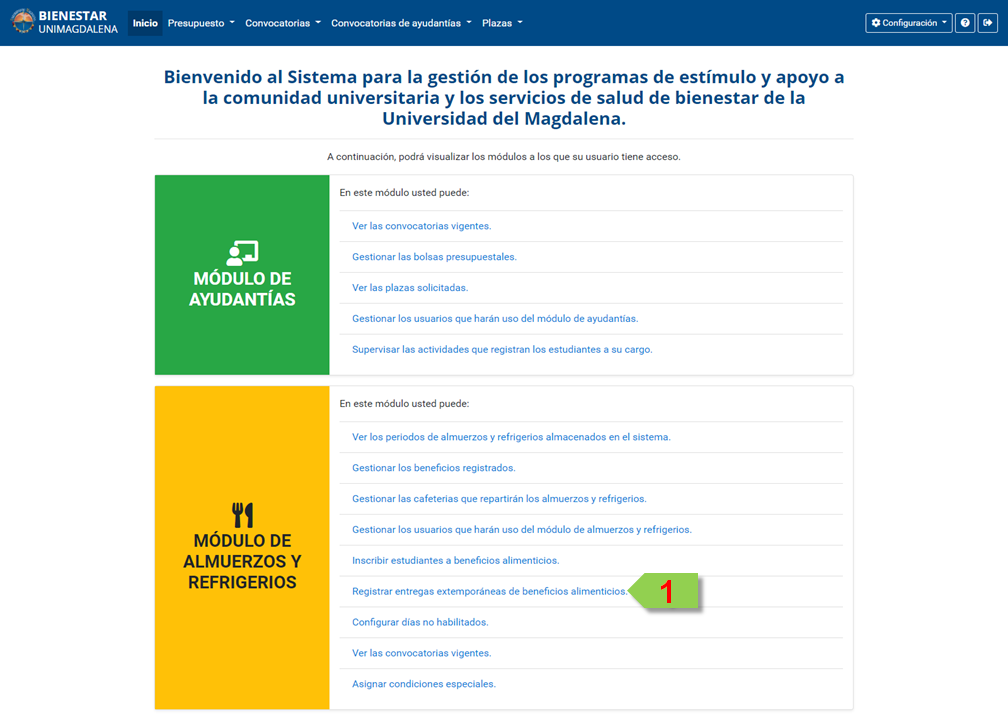 BIENESTAR
UNIMAGDALENA
Inicio Presupuesto Convocatorias Convocatorias de ayudantías Plazas Configuración ?
Bienvenido al Sistema para la gestión de los programas de estímulo y apoyo a
la comunidad universitaria y los servicios de salud de bienestar de la
Universidad del Magdalena.
A continuación, podrá visualizar los módulos a los que su usuario tiene acceso.
MÓDULO DE
AYUDANTÍAS
En este módulo usted puede:
Ver las convocatorias vigentes.
Gestionar las bolsas presupuestales.
Ver las plazas solicitadas.
Gestionar los usuarios que harán uso del módulo de ayudantías.
Supervisar las actividades que registran los estudiantes a su cargo.
MÓDULO DE
ALMUERZOS Y
REFRIGERIOS
En este módulo usted puede:
Ver los periodos de almuerzos y refrigerios almacenados en el sistema.
Gestionar los beneficios registrados.
Gestionar las cafeterias que repartirán los almuerzos y refrigerios.
Gestionar los usuarios que harán uso del módulo de almuerzos y refrigerios.
Inscribir estudiantes a beneficios alimenticios.
Registrar entregas extemporáneas de beneficios alimenticios. 1
Configurar días no habilitados.
Ver las convocatorias vigentes.
Asignar condiciones especiales.